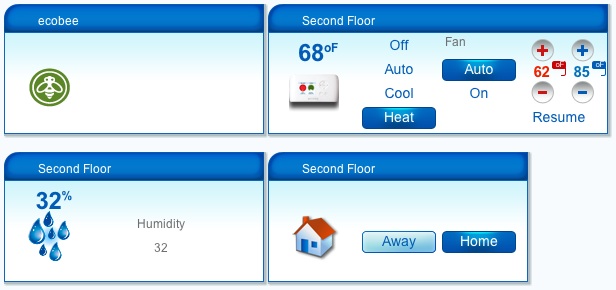 ecobee
Second Floor
68°F
Off
Auto
Cool
Heat
Fan
Auto
On
62 °F
85 °F
Resume
Second Floor
32%
Humidity
32
Second Floor
Away
Home